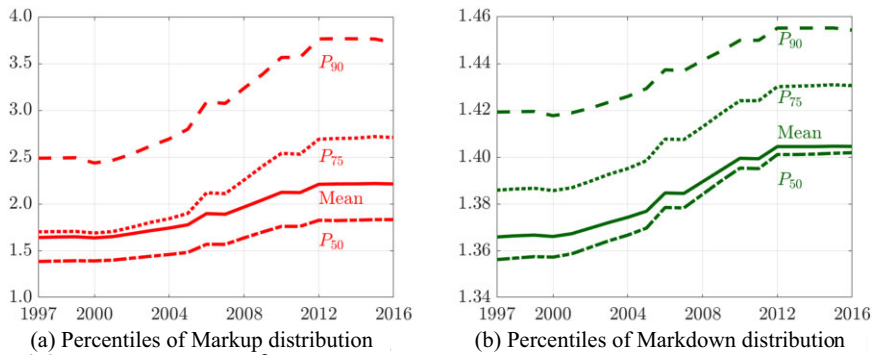 4.0
3.5
3.0
2.5
2.0
1.5
1.0
P90
P75
Mean
P50
1997 2000 2004 2008 2012 2016
(a) Percentiles of Markup distribution
1.46
1.44
1.42
1.40
1.38
1.36
1.34
P90
P75
Mean
P50
1997 2000 2004 2008 2012 2016
(b) Percentiles of Markdown distribution